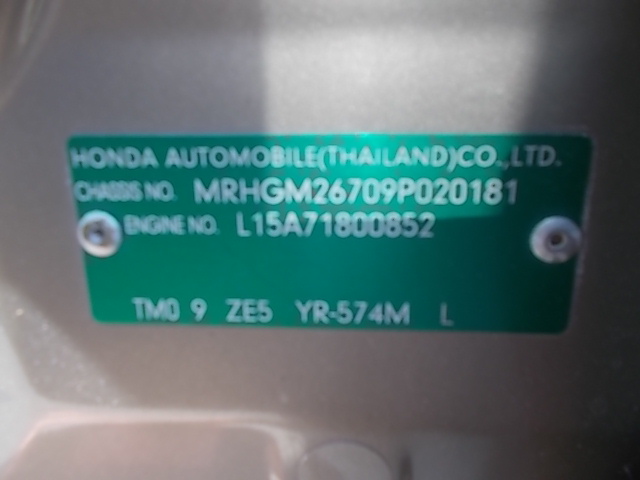 HONDA AUTOMOBILE(THAILAND)CO.,LTD.
CHASSIS NO. MRHGM26709P020181
ENGINE NO. L15A71800852
TM0 9 ZE5 YR-574M L